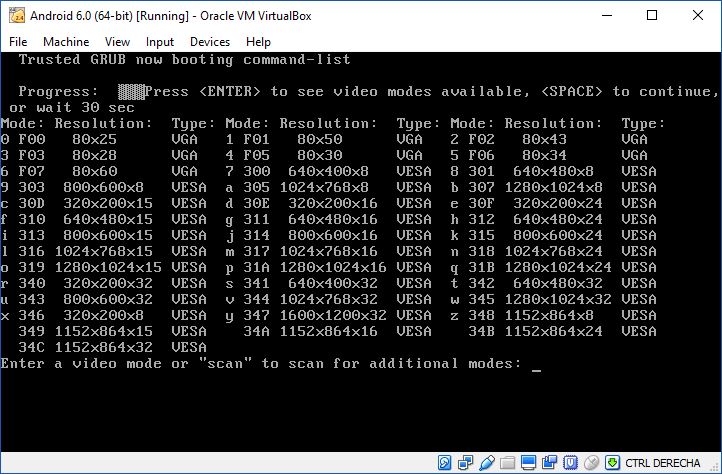 Android 6.0 (64-bit) [Running] - Oracle VM VirtualBox
File Machine View Input Devices Help
Trusted GRUB now booting command-list
Progress: ▒▒▒Press <ENTER> to see video modes available, <SPACE> to continue,
or wait 30 sec
Mode: Resolution: Type: Mode: Resolution: Type: Mode: Resolution: Type:
0 F00 80x25 VGA 1 F01 80x50 VGA 2 F02 80x43 VGA
3 F03 80x28 VGA 4 F05 80x30 VGA 5 F06 80x34 VGA
6 F07 80x60 VGA 7 300 640x400x8 VESA 8 301 640x480x8 VESA
9 303 800x600x8 VESA a 305 1024x768x8 VESA b 307 1280x1024x8 VESA
c 30D 320x200x15 VESA d 30E 320x200x16 VESA e 30F 320x200x24 VESA
f 310 640x480x15 VESA g 311 640x480x16 VESA h 312 640x480x24 VESA
i 313 800x600x15 VESA j 314 800x600x16 VESA k 315 800x600x24 VESA
l 316 1024x768x15 VESA m 317 1024x768x16 VESA n 318 1024x768x24 VESA
o 319 1280x1024x15 VESA p 31A 1280x1024x16 VESA q 31B 1280x1024x24 VESA
r 340 320x200x32 VESA s 341 640x400x32 VESA t 342 640x480x32 VESA
u 343 800x600x32 VESA v 344 1024x768x32 VESA w 345 1280x1024x32 VESA
x 346 320x200x8 VESA y 347 1600x1200x32 VESA z 348 1152x864x8 VESA
349 1152x864x15 VESA 34A 1152x864x16 VESA 34B 1152x864x24 VESA
34C 1152x864x32 VESA
Enter a video mode or "scan" to scan for additional modes: _
CTRL DERECHA